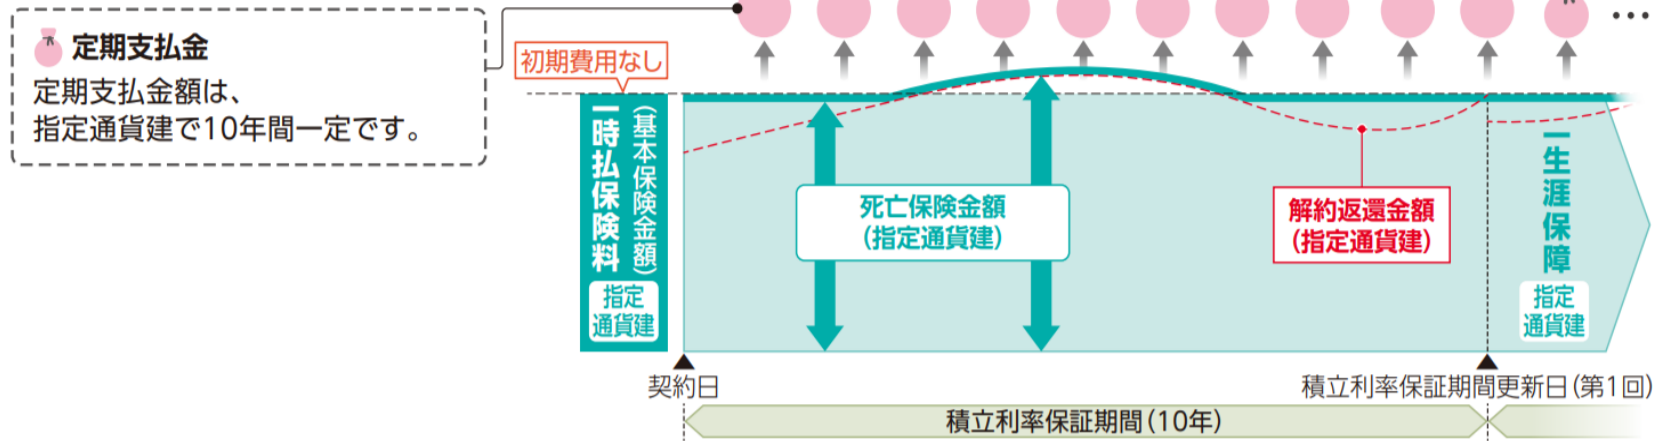 定期支払金
定期支払金額は、
指定通貨建で10年間一定です。
初期費用なし
…
一時払保険料
(基本保険金額)
指定
通貨建
死亡保険金額
(指定通貨建)
解約返還金額
(指定通貨建)
一生涯保障
指定
通貨建
契約日
積立利率保証期間更新日(第1回)
積立利率保証期間(10年)